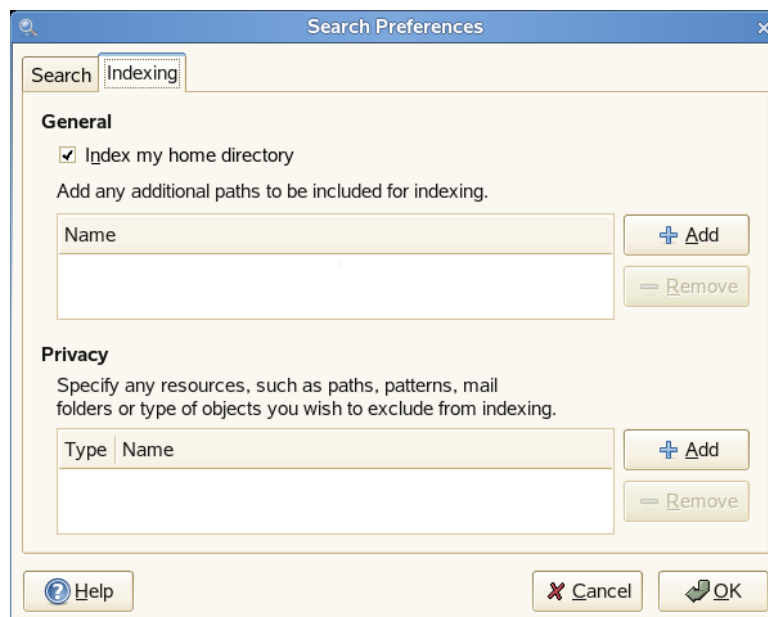 Search Preferences
Search
Indexing
General
Index my home directory
Add any additional paths to be included for indexing.
Name
Add
Remove
Privacy
Specify any resources, such as paths, patterns, mail
folders or type of objects you wish to exclude from indexing.
Type Name
Add
Remove
Help
Cancel
OK